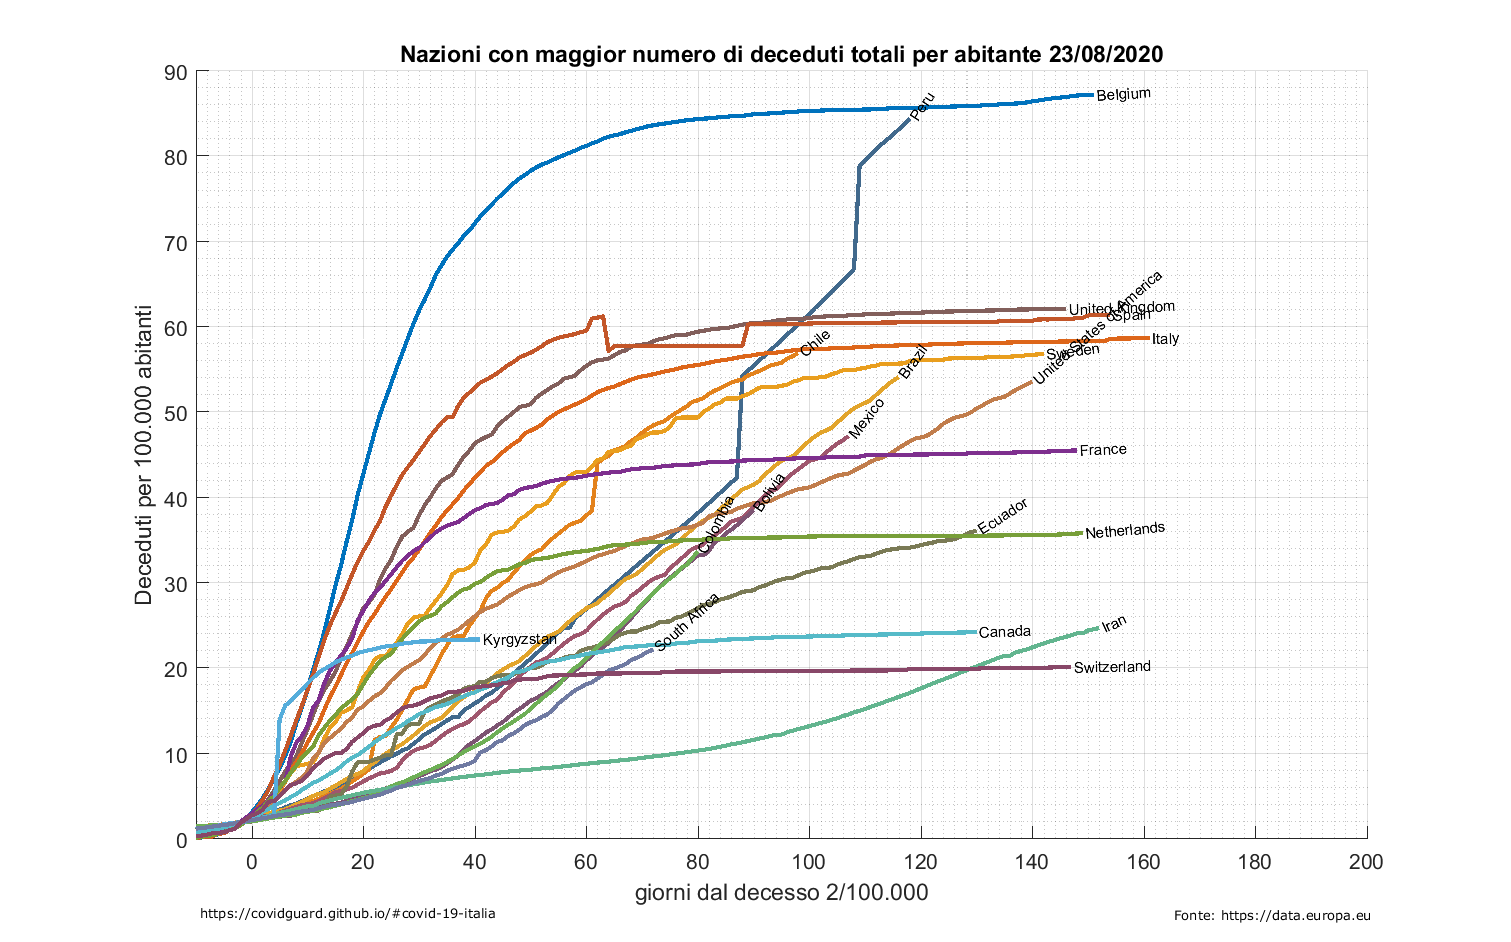 Nazioni con maggior numero di deceduti totali per abitante 23/08/2020
Deceduti per 100.000 abitanti
90
80
70
60
50
40
30
20
10
0
Belgium
Peru
United Kingdom
United States of America
Spain
Italy
Chile
Sweden
Brazil
Mexico
France
Bolivia
Colombia
Ecuador
Netherlands
South Africa
Kyrgyzstan
Canada
Iran
Switzerland
0 20 40 60 80 100 120 140 160 180 200
giorni dal decesso 2/100.000
https://covidguard.github.io/#covid-19-italia
Fonte: https://data.europa.eu